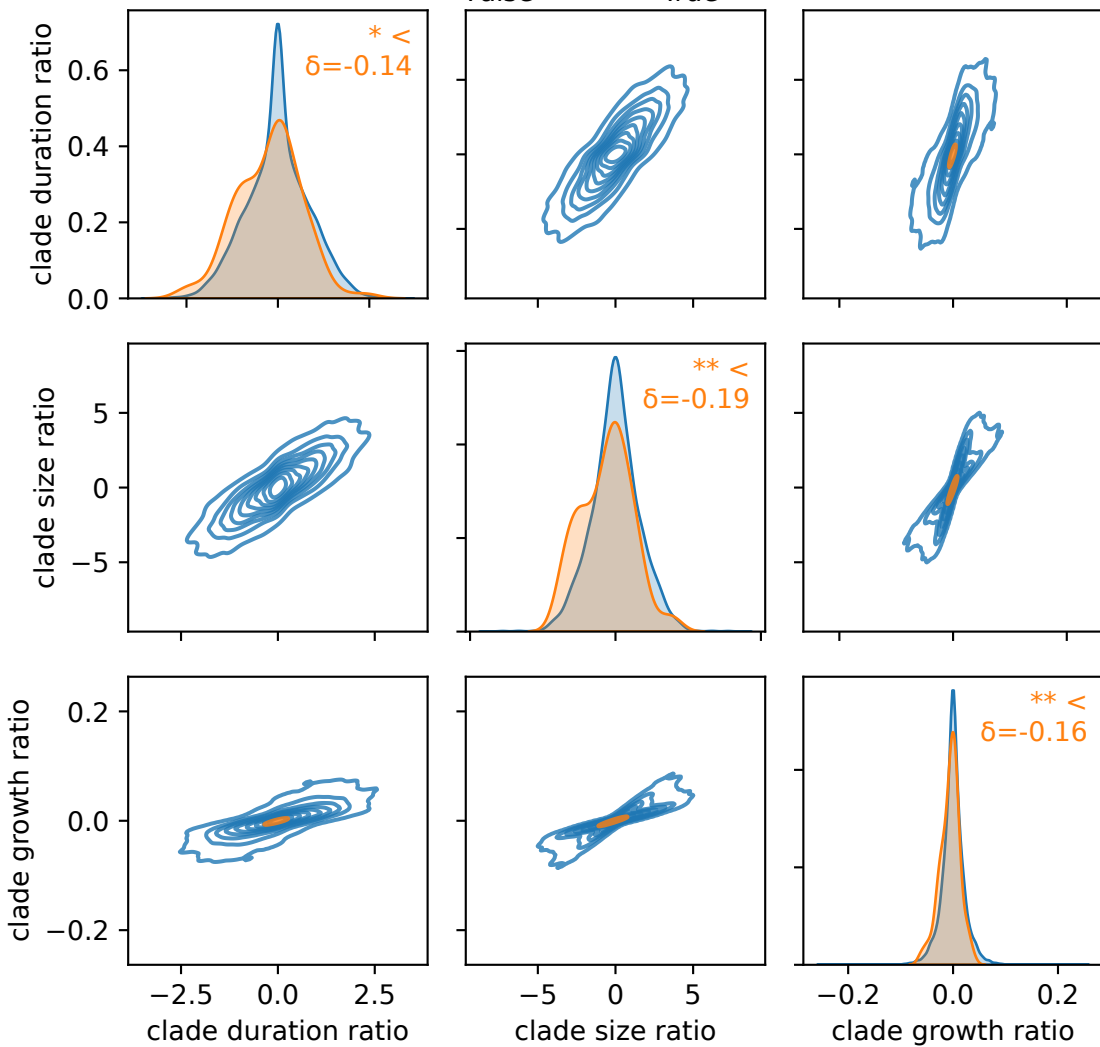 clade duration ratio
0.6
0.4
0.2
0.0
* <
δ=-0.14
clade size ratio
5
0
−5
** <
δ=-0.19
clade growth ratio
0.2
0.0
−0.2
** <
δ=-0.16
−2.5 0.0 2.5
−5 0 5
−0.2 0.0 0.2
clade duration ratio
clade size ratio
clade growth ratio